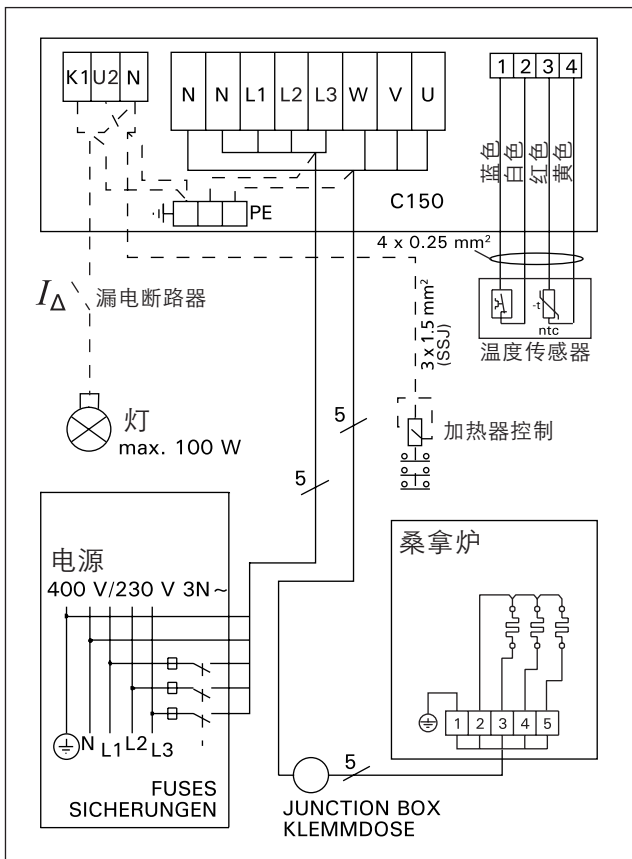 K1 U2 N
N N L1 L2 L3 W V U
1 2 3 4
蓝色
白色
红色
黄色
PE
C150
4 x 0.25 mm²
-t
ntc
温度传感器
I∆ 漏电断路器
3 x 1.5 mm²
(SSJ)
灯
max. 100 W
加热器控制
5
5
电源
400 V/230 V 3N ~
N L1 L2 L3
FUSES
SICHERUNGEN
桑拿炉
1 2 3 4 5
5
JUNCTION BOX
KLEMMDOSE